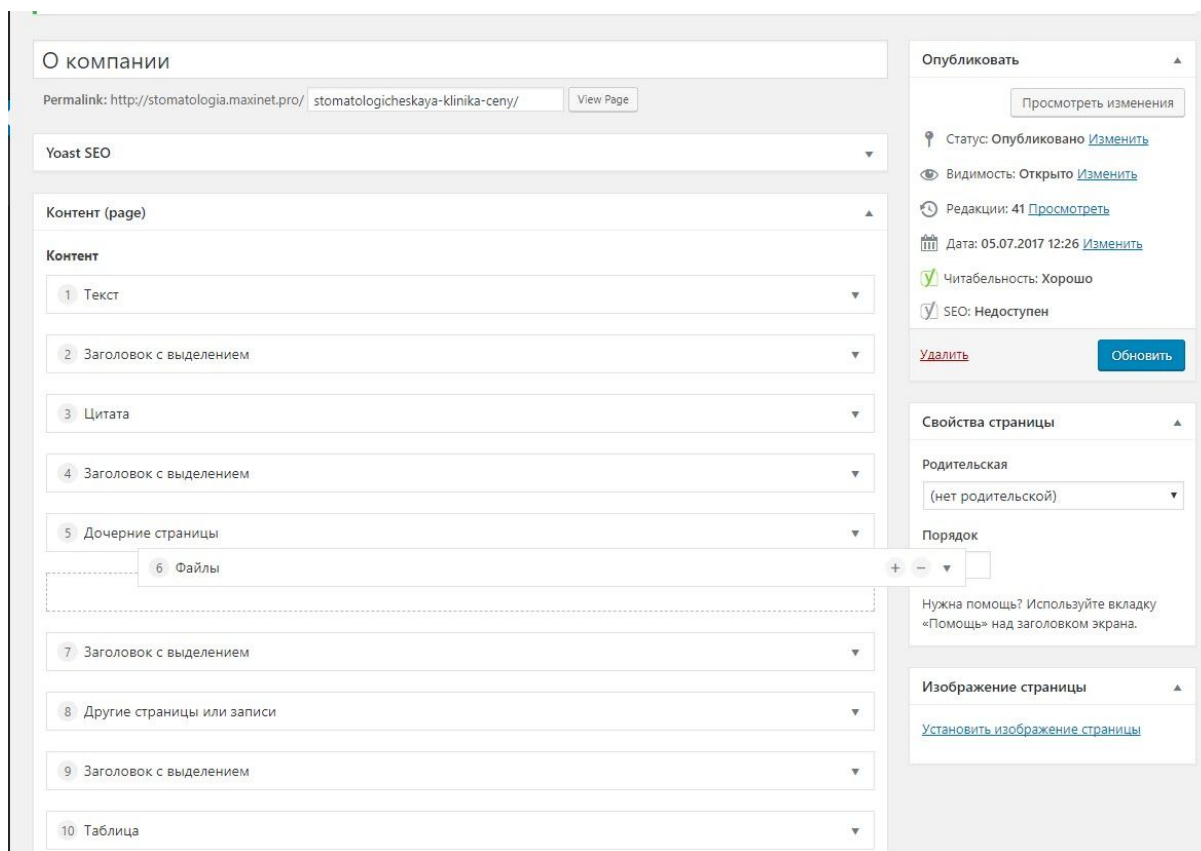 О компании
Permalink: http://stomatologia.maxinet.pro/ stomatologicheskaya-klinika-ceny/ View Page
Yoast SEO
Контент (page)
Контент
1 Текст
2 Заголовок с выделением
3 Цитата
4 Заголовок с выделением
5 Дочерние страницы
6 Файлы + −
7 Заголовок с выделением
8 Другие страницы или записи
9 Заголовок с выделением
10 Таблица
Опубликовать
Просмотреть изменения
Статус: Опубликовано Изменить
Видимость: Открыто Изменить
Редакции: 41 Просмотреть
Дата: 05.07.2017 12:26 Изменить
Читабельность: Хорошо
SEO: Недоступен
Удалить Обновить
Свойства страницы
Родительская
(нет родительской)
Порядок
Нужна помощь? Используйте вкладку
«Помощь» над заголовком экрана.
Изображение страницы
Установить изображение страницы